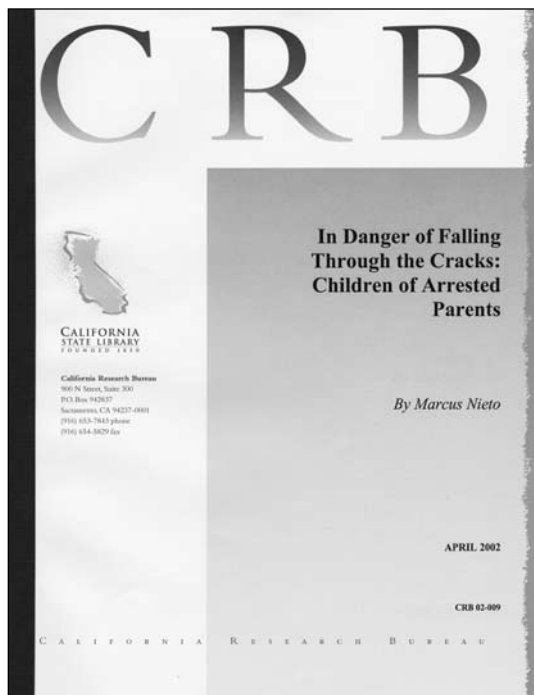 CRB
In Danger of Falling
Through the Cracks:
Children of Arrested
Parents
CALIFORNIA
STATE LIBRARY
FOUNDED 1850
California Research Bureau
900 N Street, Suite 300
P.O. Box 942837
Sacramento, CA 94237-0001
(916) 653-7843 phone
(916) 654-5829 fax
By Marcus Nieto
APRIL 2002
CRB 02-009
CALIFORNIA RESEARCH BUREAU